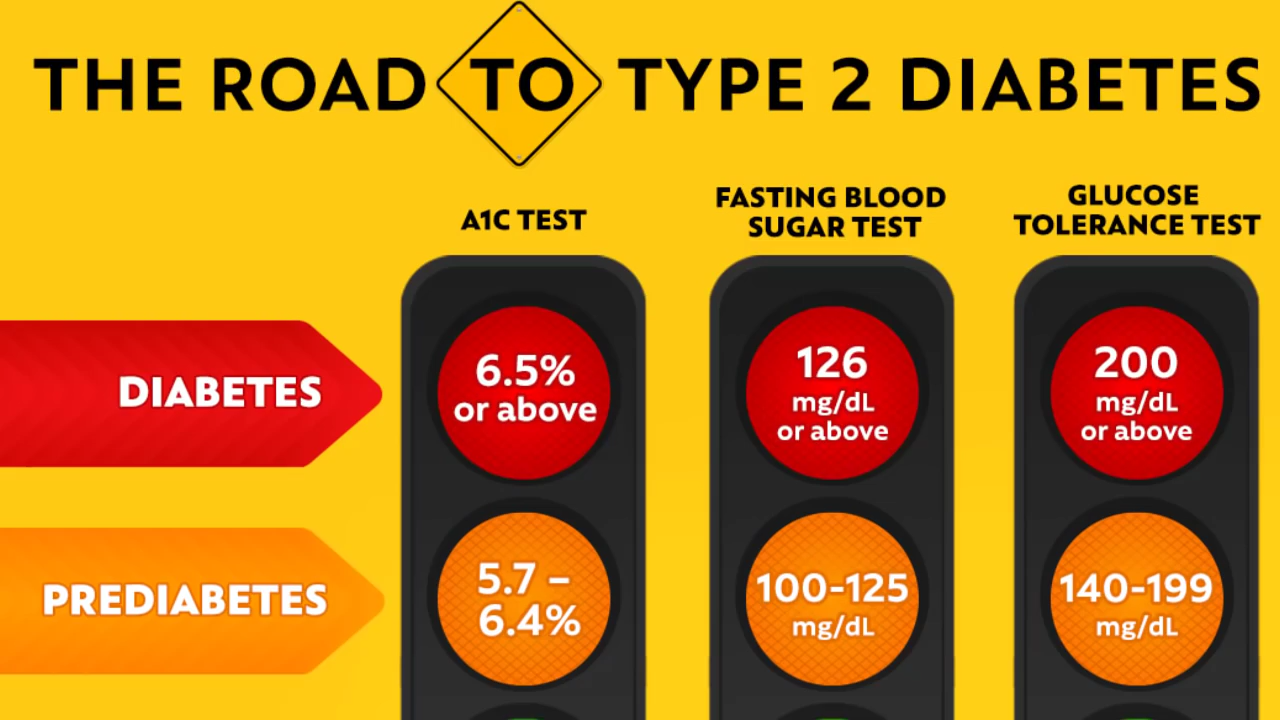 THE ROAD TO TYPE 2 DIABETES
A1C TEST
FASTING BLOOD
SUGAR TEST
GLUCOSE
TOLERANCE TEST
DIABETES
6.5%
or above
126
mg/dL
or above
200
mg/dL
or above
PREDIABETES
5.7 –
6.4%
100-125
mg/dL
140-199
mg/dL